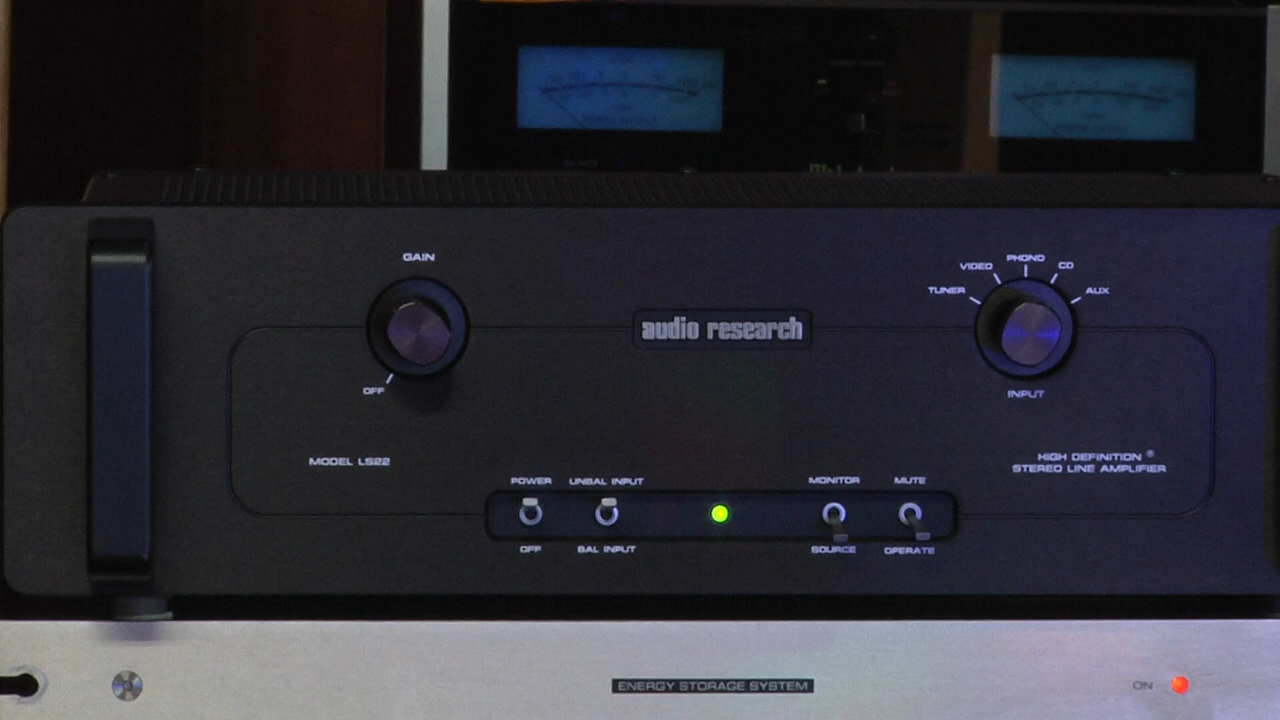 GAIN
PHONO
VIDEO
CD
TUNER
AUX
audio research
OFF
INPUT
MODEL LS22
HIGH DEFINITION ®
STEREO LINE AMPLIFIER
POWER
UNBAL INPUT
MONITOR
MUTE
OFF
BAL INPUT
SOURCE
OPERATE
ENERGY STORAGE SYSTEM
ON